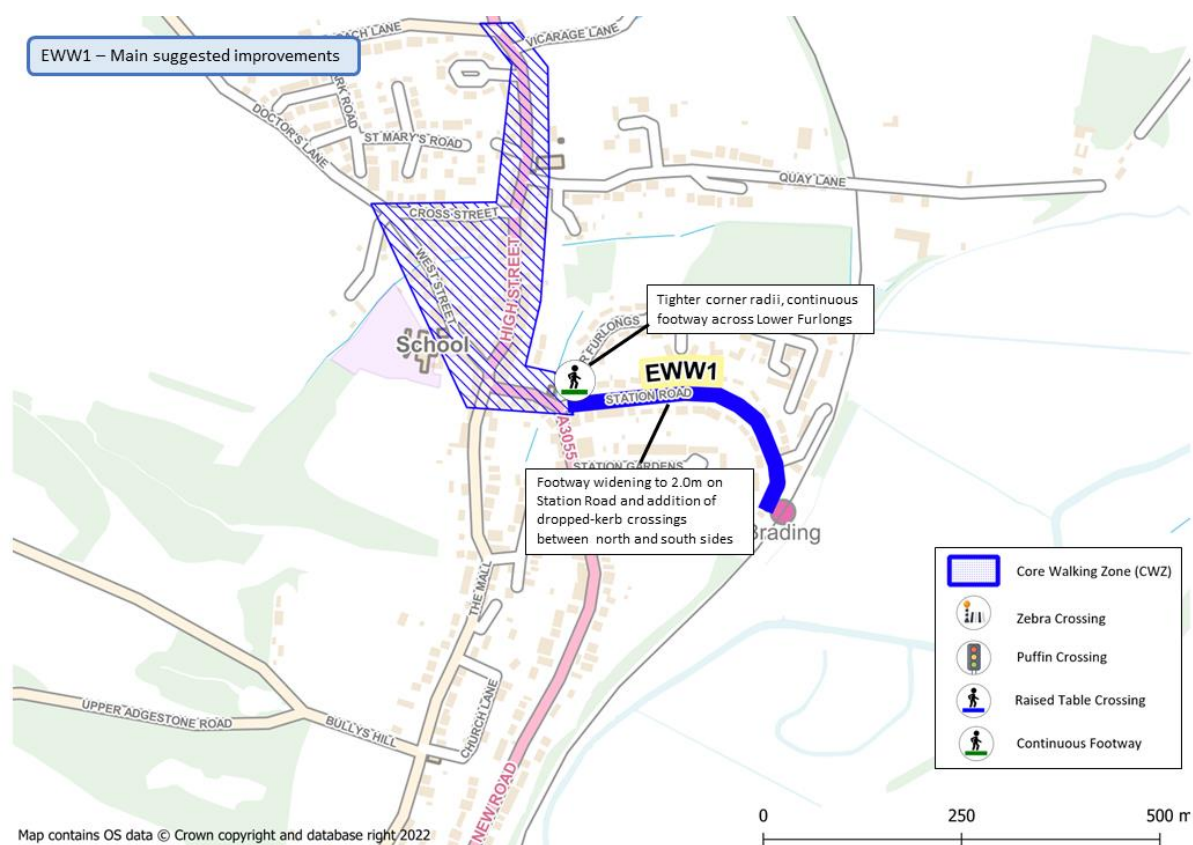 EWW1 – Main suggested improvements
VICARAGE LANE
DOCTOR'S LANE
ST MARY'S ROAD
QUAY LANE
CROSS STREET
WEST STREET
HIGH STREET
School
Tighter corner radii, continuous
footway across Lower Furlongs
FURLONGS
EWW1
STATION ROAD
A3055
STATION GARDENS
Footway widening to 2.0m on
Station Road and addition of
dropped-kerb crossings
between north and south sides
Brading
THE MALL
CHURCH LANE
UPPER ADGESTONE ROAD
BULLYS HILL
NEW ROAD
Core Walking Zone (CWZ)
Zebra Crossing
Puffin Crossing
Raised Table Crossing
Continuous Footway
0 250 500 m
Map contains OS data © Crown copyright and database right 2022